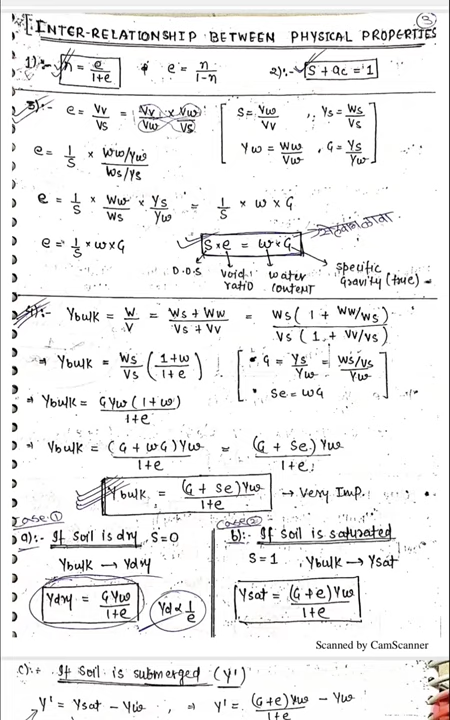 ③
INTER-RELATIONSHIP BETWEEN PHYSICAL PROPERTIES
1):- n = e/(1+e) & e = n/(1-n) 2):- S + ac = 1
3):- e = Vv/Vs = Vv/Vw × Vw/Vs [ S = Vw/Vv , γs = Ws/Vs
γw = Ww/Vw , G = γs/γw ]
e = 1/S × (Ww/γw)/(Ws/γs)
e = 1/S × Ww/Ws × γs/γw = 1/S × w × G
e = 1/S × w × G S × e = w × G
D.O.S void ratio water content specific gravity (true)
4):- γbulk = W/V = (Ws + Ww)/(Vs + Vv) = Ws(1 + Ww/Ws)/Vs(1 + Vv/Vs)
⇒ γbulk = Ws/Vs ((1+w)/(1+e)) [ • G = γs/γw = (Ws/Vs)/γw
• Se = wG ]
⇒ γbulk = Gγw(1+w)/(1+e)
⇒ γbulk = (G + wG)γw/(1+e) = (G + Se)γw/(1+e)
γbulk = (G + Se)γw/(1+e) → Very Imp.
case-①
a):- If soil is dry, S=0
γbulk → γdry
γdry = Gγw/(1+e) γd ∝ 1/e
case②
b):- If soil is saturated
S = 1 , γbulk → γsat
γsat = (G+e)γw/(1+e)
Scanned by CamScanner
c):- If soil is submerged (γ')
γ' = γsat - γw , ⇒ γ' = (G+e)γw/(1+e) - γw